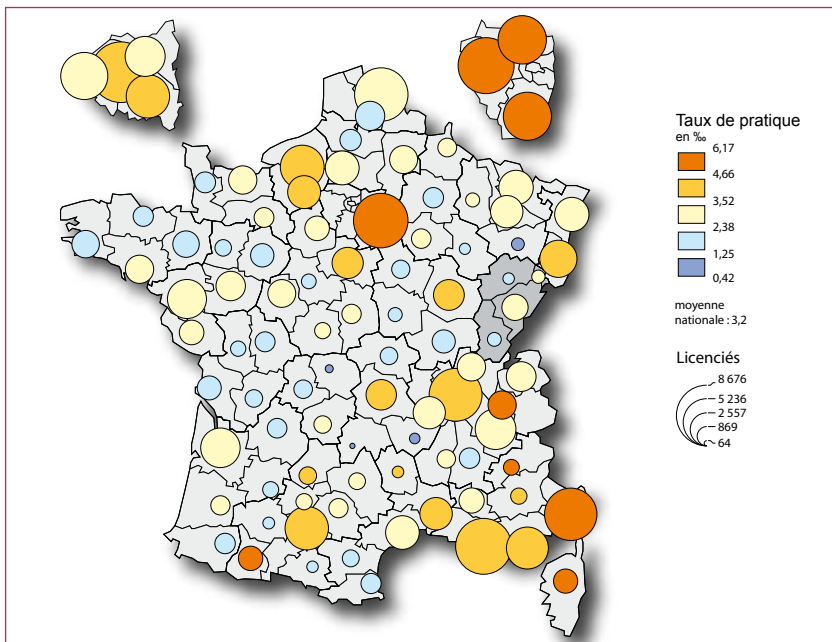 Taux de pratique
en ‰
6,17
4,66
3,52
2,38
1,25
0,42
moyenne
nationale : 3,2
Licenciés
8 676
5 236
2 557
869
64